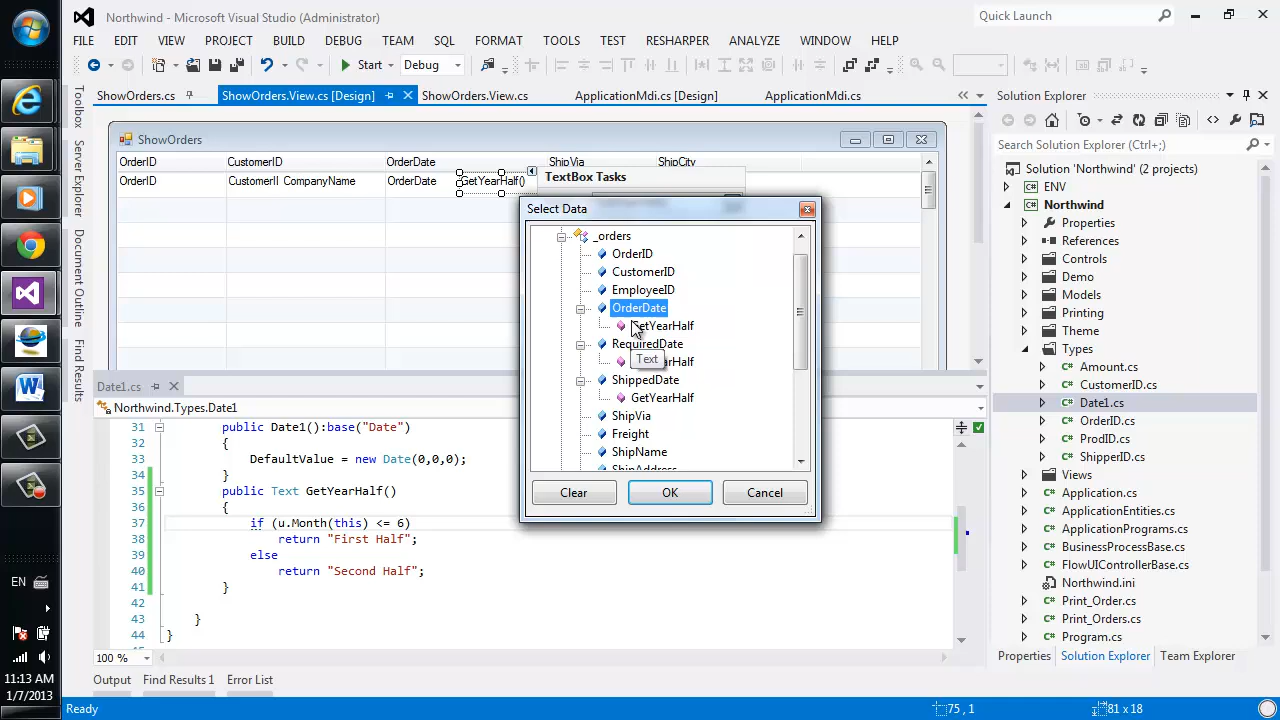 Northwind - Microsoft Visual Studio (Administrator)
Quick Launch
FILE EDIT VIEW PROJECT BUILD DEBUG TEAM SQL FORMAT TOOLS TEST RESHARPER ANALYZE WINDOW HELP
Start Debug
ShowOrders.cs ShowOrders.View.cs [Design] ShowOrders.View.cs ApplicationMdi.cs [Design] ApplicationMdi.cs
Toolbox
Server Explorer
Data Sources
Document Outline
ShowOrders
OrderID CustomerID OrderDate ShipVia ShipCity
OrderID CustomerII CompanyName OrderDate GetYearHalf()
TextBox Tasks
Select Data
_orders
OrderID
CustomerID
EmployeeID
OrderDate
GetYearHalf
RequiredDate
Text
ShippedDate
GetYearHalf
ShipVia
Freight
ShipName
ShipAddress
Clear OK Cancel
Date1.cs
Northwind.Types.Date1
31 public Date1():base("Date")
32 {
33 DefaultValue = new Date(0,0,0);
34 }
35 public Text GetYearHalf()
36 {
37 if (u.Month(this) <= 6)
38 return "First Half";
39 else
40 return "Second Half";
41 }
42
43 }
44 }
100 %
Output Find Results 1 Error List
Solution Explorer
Search Solution Explorer (Ctrl+;)
Solution 'Northwind' (2 projects)
ENV
Northwind
Properties
References
Controls
Demo
Models
Printing
Theme
Types
Amount.cs
CustomerID.cs
Date1.cs
OrderID.cs
ProdID.cs
ShipperID.cs
Views
Application.cs
ApplicationEntities.cs
ApplicationPrograms.cs
BusinessProcessBase.cs
FlowUIControllerBase.cs
Northwind.ini
Print_Order.cs
Print_Orders.cs
Program.cs
Properties Solution Explorer Team Explorer
EN
11:13 AM
1/7/2013
Ready
75 , 1
81 x 18